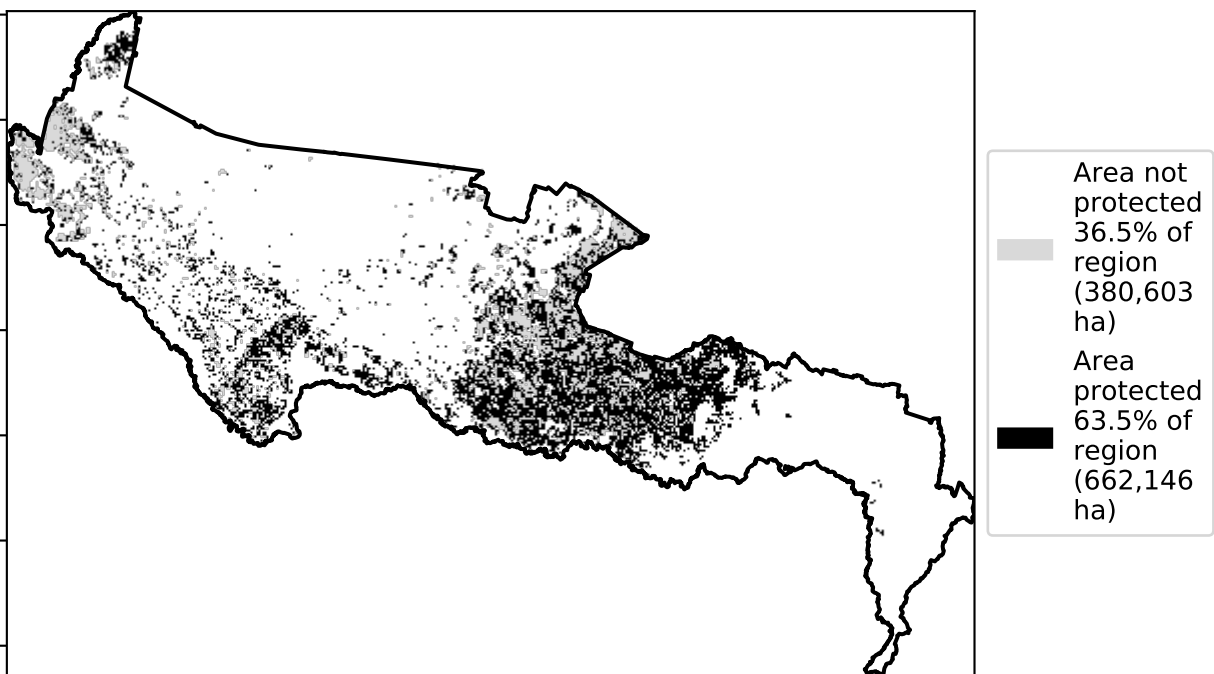 Area not
protected
36.5% of
region
(380,603
ha)
Area
protected
63.5% of
region
(662,146
ha)